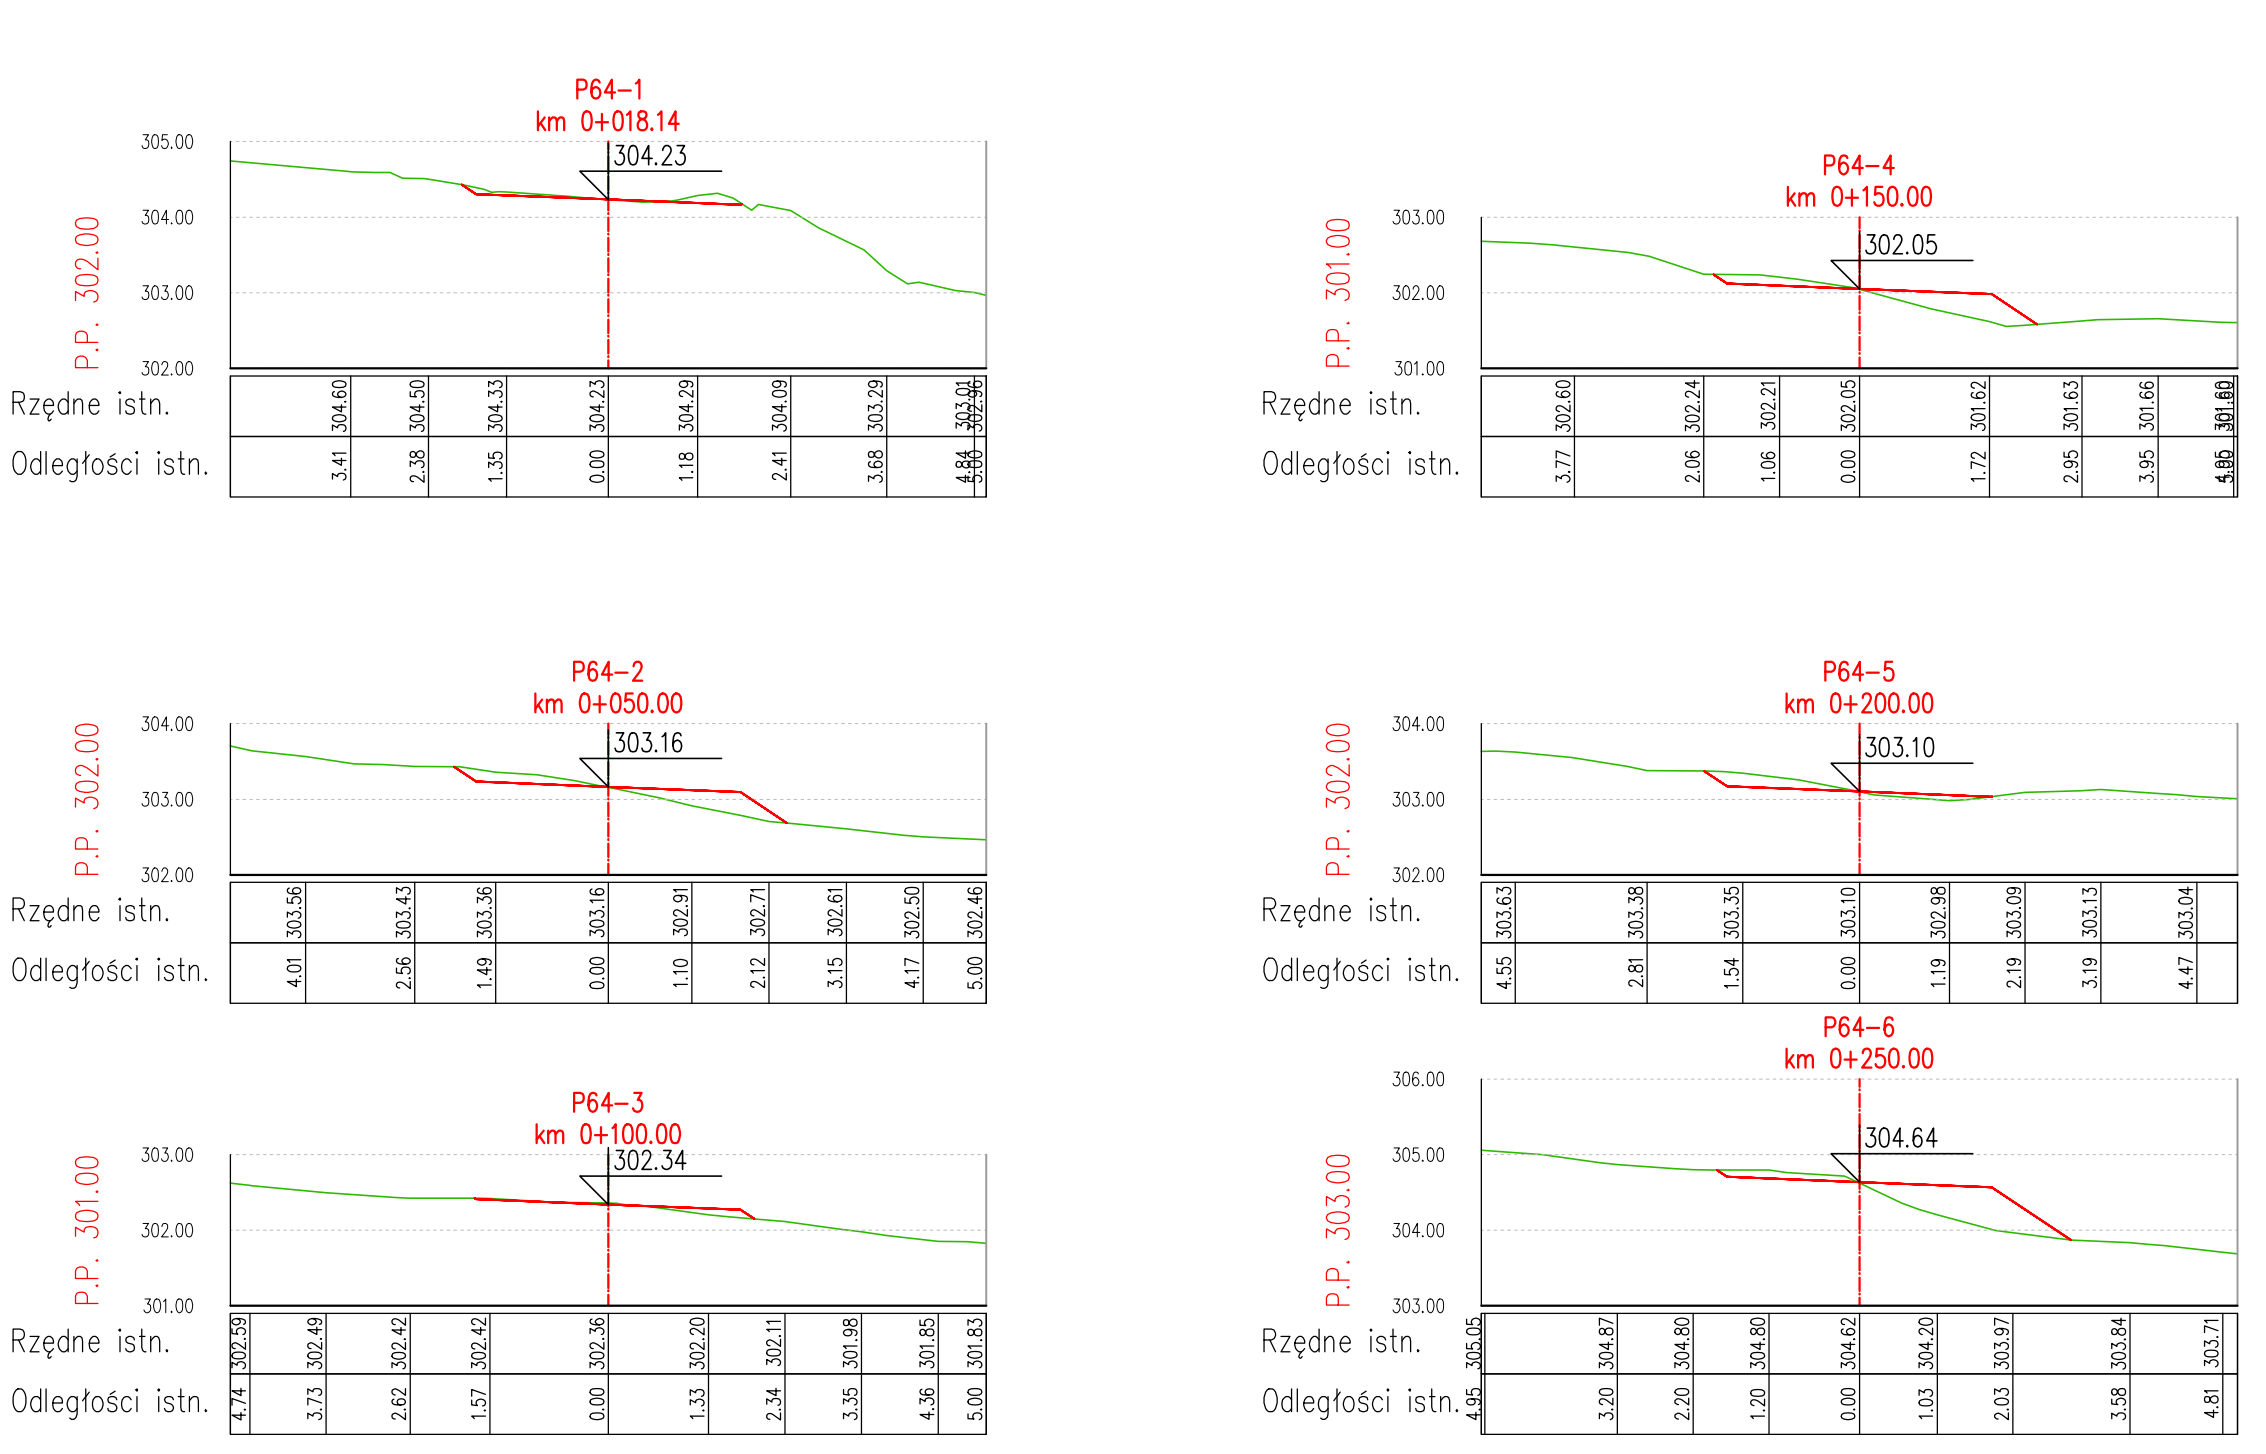 P64-1
km 0+018.14
305.00
304.23
304.00
303.00
302.00
P.P. 302.00
Rzędne istn. 304.60 304.50 304.33 304.23 304.29 304.09 303.29 303.01 302.96
Odległości istn. 3.41 2.38 1.35 0.00 1.18 2.41 3.68 4.84 5.00
P64-4
km 0+150.00
303.00
302.05
302.00
301.00
P.P. 301.00
Rzędne istn. 302.60 302.24 302.21 302.05 301.62 301.63 301.66 301.60 301.60
Odległości istn. 3.77 2.06 1.06 0.00 1.72 2.95 3.95 4.95 5.00
P64-2
km 0+050.00
304.00
303.16
303.00
302.00
P.P. 302.00
Rzędne istn. 303.56 303.43 303.36 303.16 302.91 302.71 302.61 302.50 302.46
Odległości istn. 4.01 2.56 1.49 0.00 1.10 2.12 3.15 4.17 5.00
P64-5
km 0+200.00
304.00
303.10
303.00
302.00
P.P. 302.00
Rzędne istn. 303.63 303.38 303.35 303.10 302.98 303.09 303.13 303.04
Odległości istn. 4.55 2.81 1.54 0.00 1.19 2.19 3.19 4.47
P64-3
km 0+100.00
303.00
302.34
302.00
301.00
P.P. 301.00
Rzędne istn. 302.59 302.49 302.42 302.42 302.36 302.20 302.11 301.98 301.85 301.83
Odległości istn. 4.74 3.73 2.62 1.57 0.00 1.33 2.34 3.35 4.36 5.00
P64-6
km 0+250.00
306.00
304.64
305.00
304.00
303.00
P.P. 303.00
Rzędne istn. 305.05 304.87 304.80 304.80 304.62 304.20 303.97 303.84 303.71
Odległości istn. 4.95 3.20 2.20 1.20 0.00 1.03 2.03 3.58 4.81